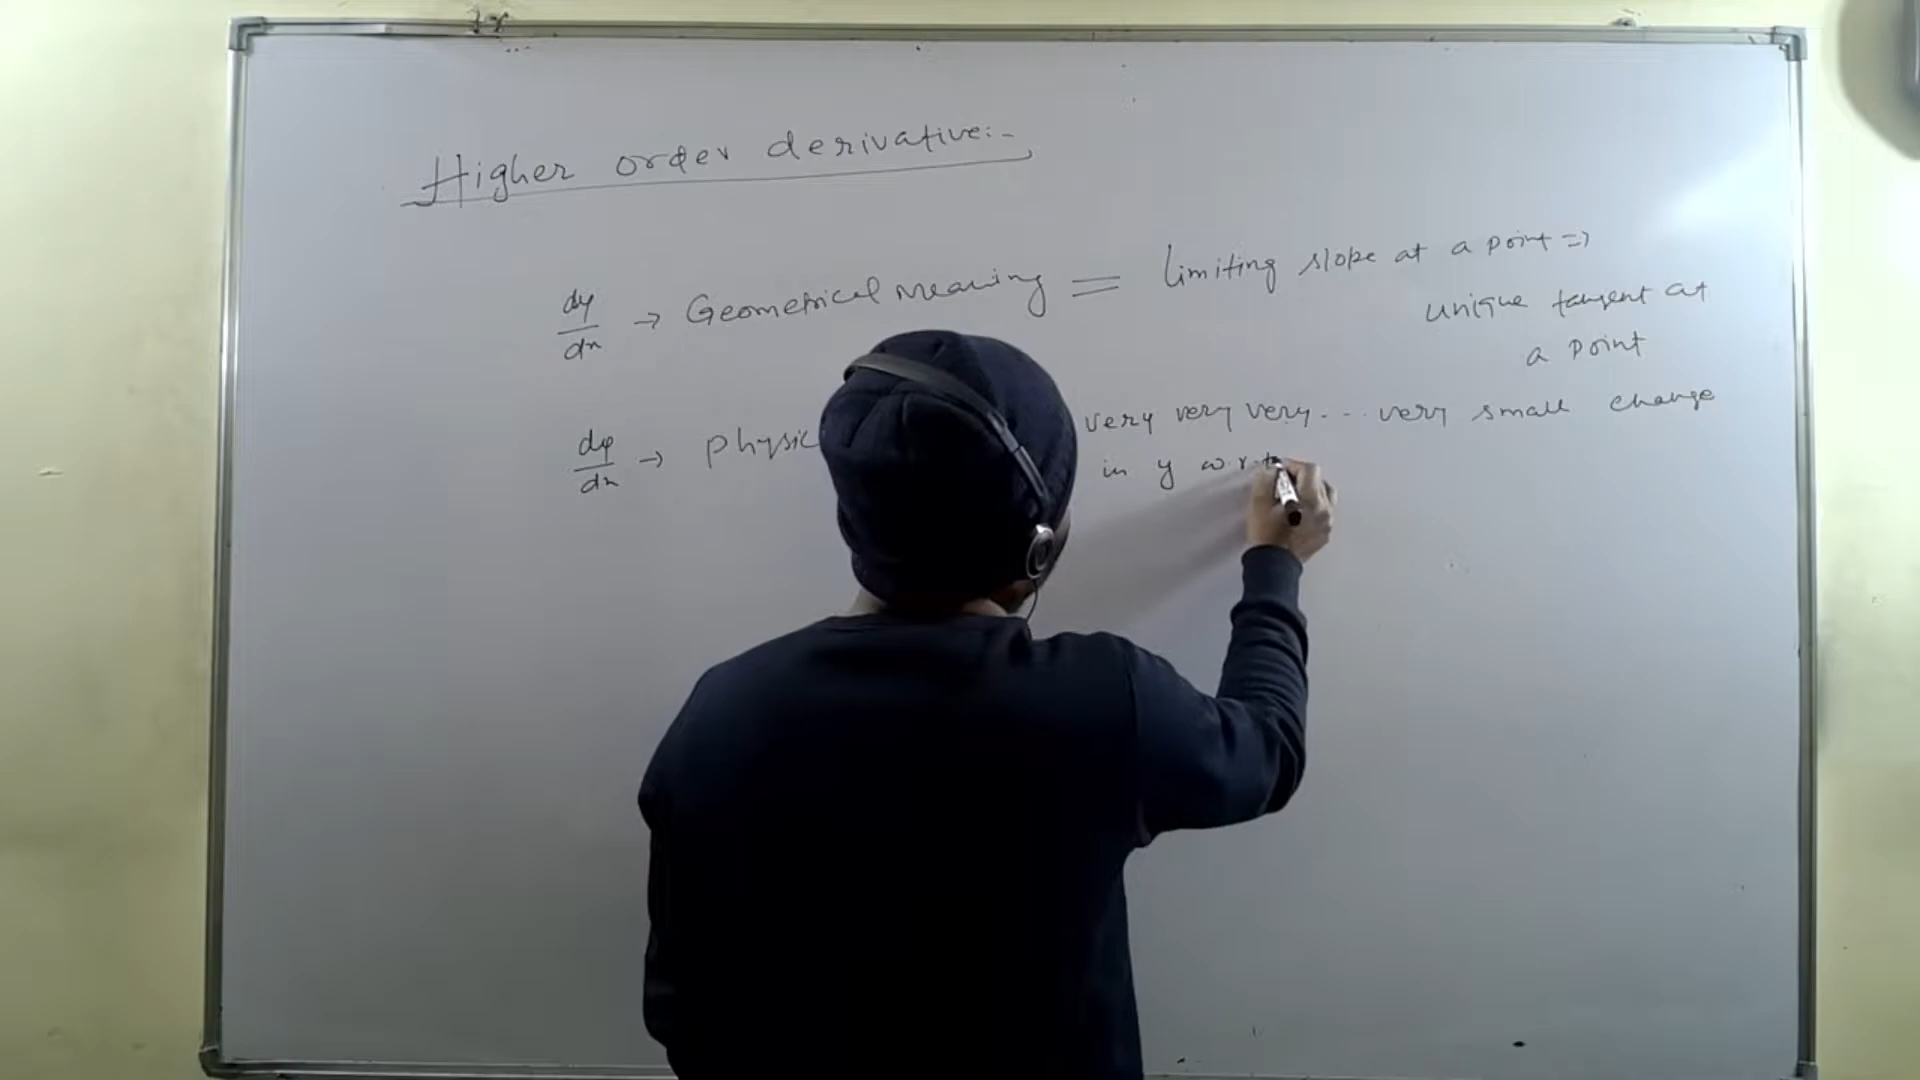 Higher order derivative:-
dy/dx → Geometrical meaning = limiting slope at a point ⇒
unique tangent at
a point
dy/dx → Physic very very very... very small change
in y w.r.t